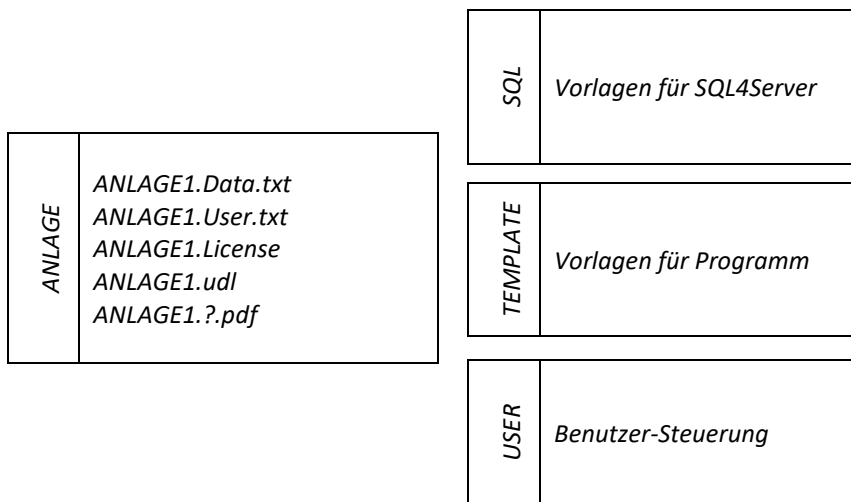 ANLAGE
ANLAGE1.Data.txt
ANLAGE1.User.txt
ANLAGE1.License
ANLAGE1.udl
ANLAGE1.?.pdf
SQL
Vorlagen für SQL4Server
TEMPLATE
Vorlagen für Programm
USER
Benutzer-Steuerung